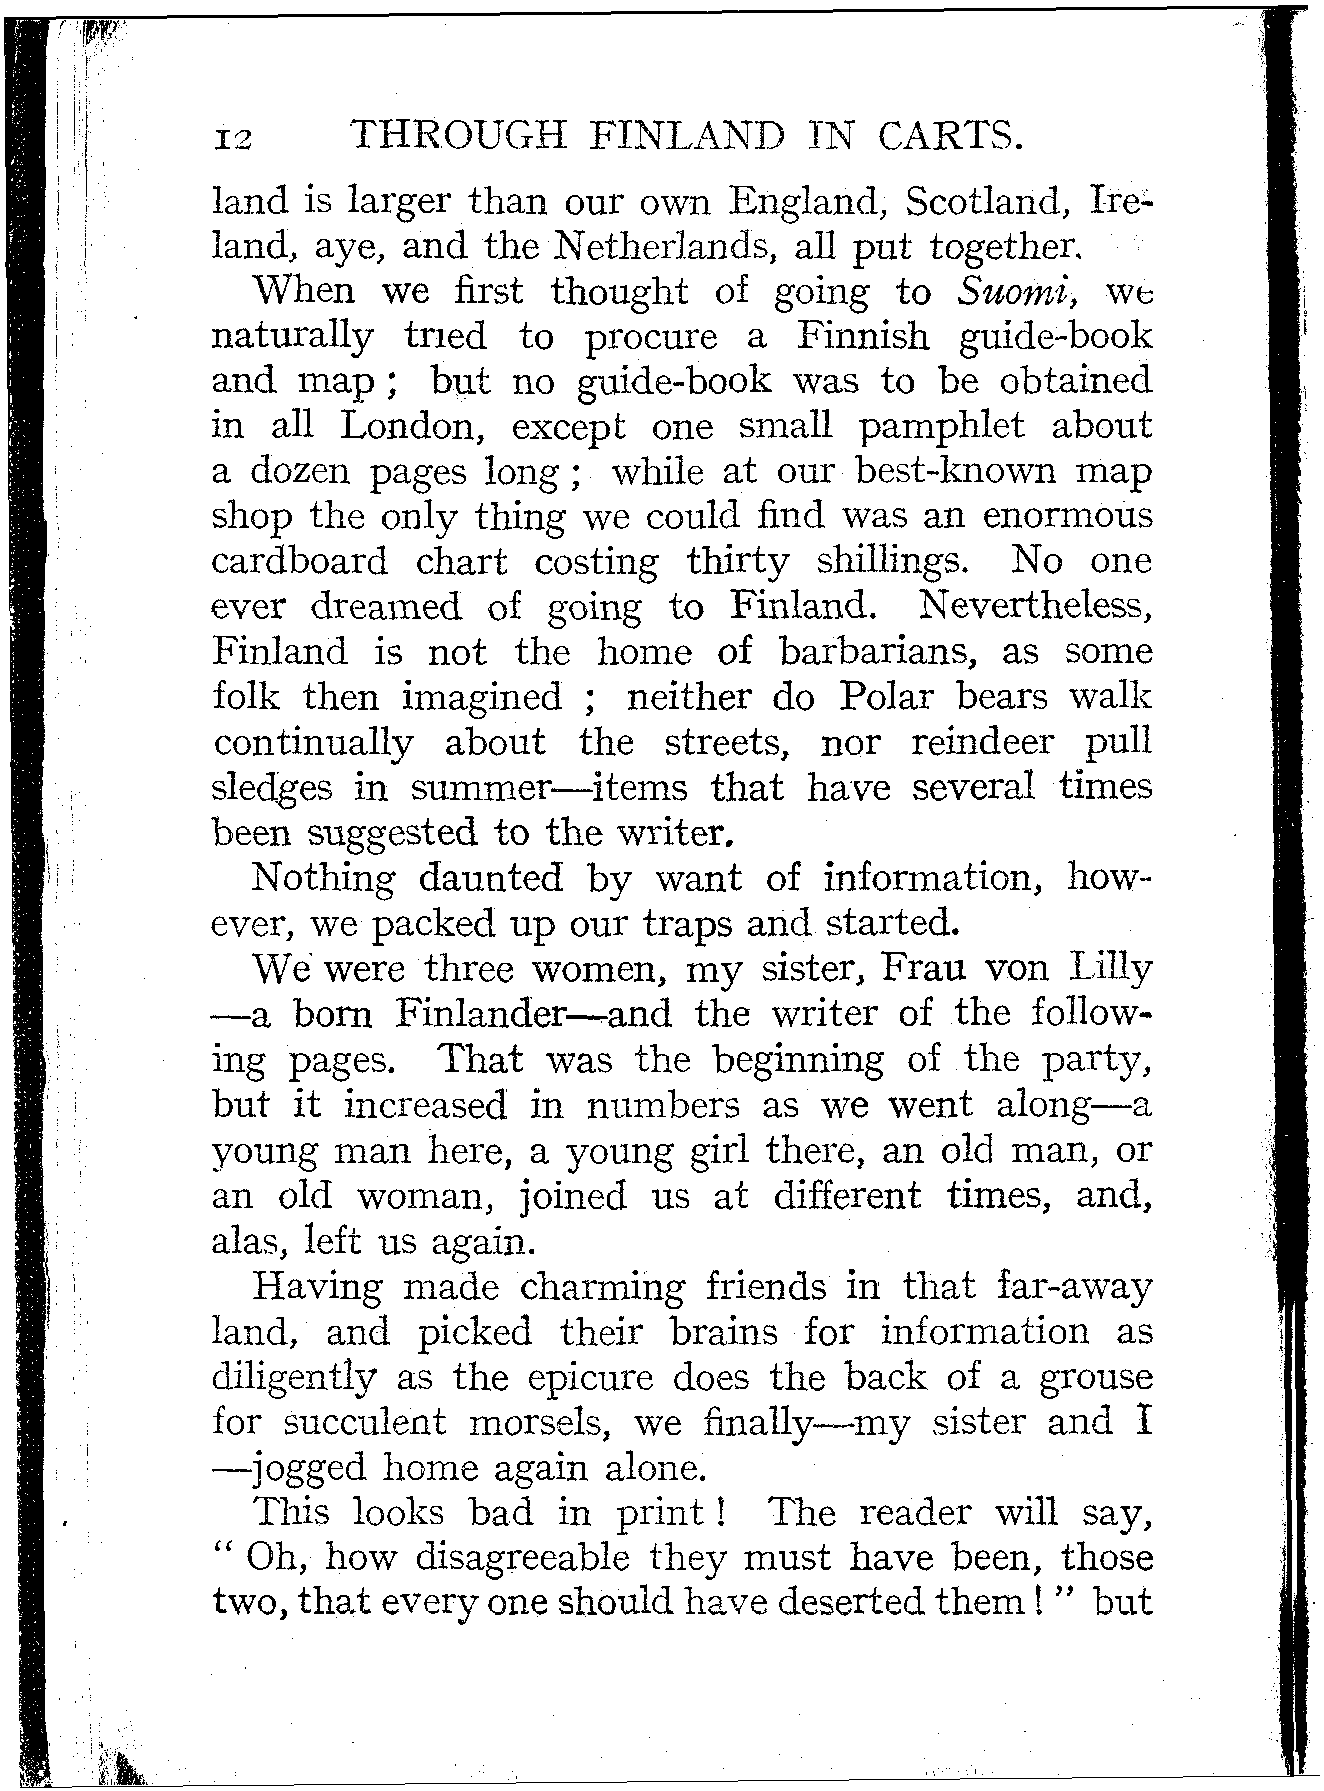 12 THROUGH FINLAND IN CARTS.
land is larger than our own England, Scotland, Ire-
land, aye, and the Netherlands, all put together.
When we first thought of going to Suomi, we
naturally tried to procure a Finnish guide-book
and map ; but no guide-book was to be obtained
in all London, except one small pamphlet about
a dozen pages long ; while at our best-known map
shop the only thing we could find was an enormous
cardboard chart costing thirty shillings. No one
ever dreamed of going to Finland. Nevertheless,
Finland is not the home of barbarians, as some
folk then imagined ; neither do Polar bears walk
continually about the streets, nor reindeer pull
sledges in summer—items that have several times
been suggested to the writer.
Nothing daunted by want of information, how-
ever, we packed up our traps and started.
We were three women, my sister, Frau von Lilly
—a born Finlander—and the writer of the follow-
ing pages. That was the beginning of the party,
but it increased in numbers as we went along—a
young man here, a young girl there, an old man, or
an old woman, joined us at different times, and,
alas, left us again.
Having made charming friends in that far-away
land, and picked their brains for information as
diligently as the epicure does the back of a grouse
for succulent morsels, we finally—my sister and I
—jogged home again alone.
This looks bad in print ! The reader will say,
“ Oh, how disagreeable they must have been, those
two, that every one should have deserted them ! ” but